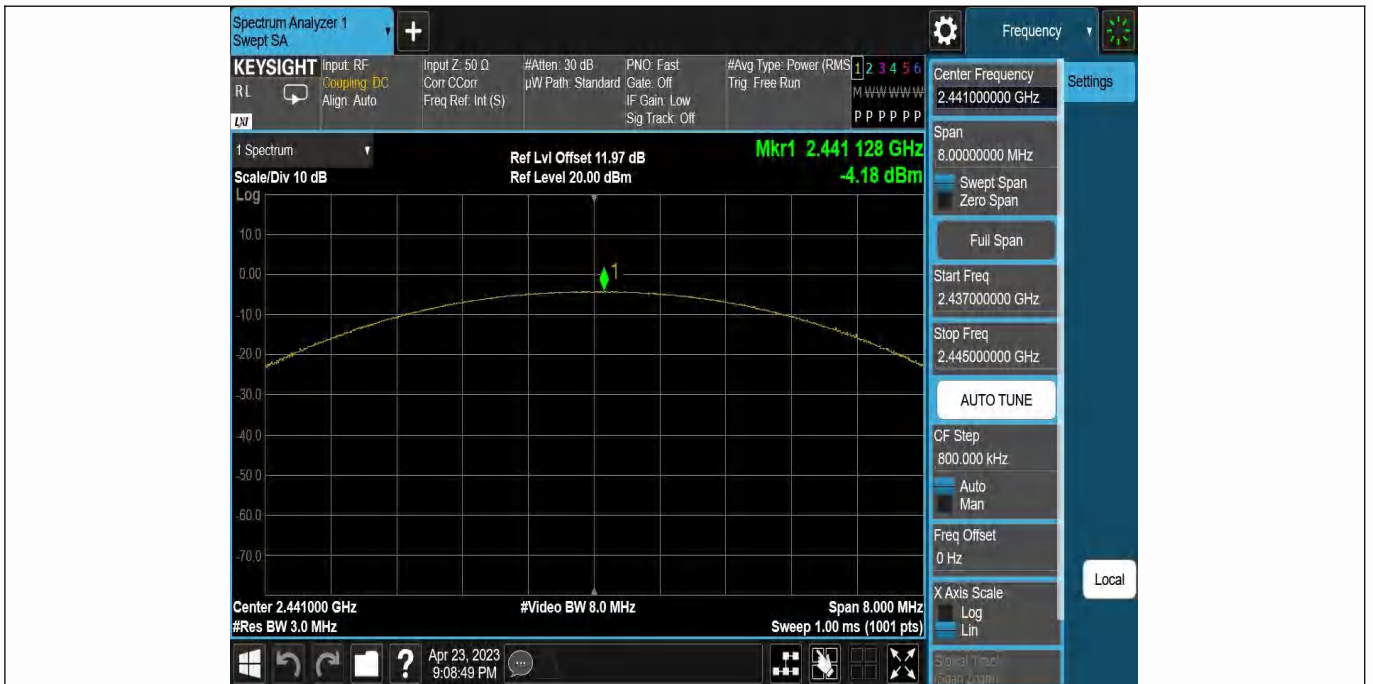 Spectrum Analyzer 1
Swept SA
Frequency
KEYSIGHT
RL
LXI
Input: RF
Coupling: DC
Align: Auto
Input Z: 50 Ω
Corr CCorr
Freq Ref: Int (S)
#Atten: 30 dB
µW Path: Standard
PNO: Fast
Gate: Off
IF Gain: Low
Sig Track: Off
#Avg Type: Power (RMS
Trig: Free Run
1 2 3 4 5 6
M W W W W W
P P P P P P
1 Spectrum
Scale/Div 10 dB
Ref Lvl Offset 11.97 dB
Ref Level 20.00 dBm
Mkr1 2.441 128 GHz
-4.18 dBm
Log
10.0
0.00
-10.0
-20.0
-30.0
-40.0
-50.0
-60.0
-70.0
1
Center 2.441000 GHz
#Res BW 3.0 MHz
#Video BW 8.0 MHz
Span 8.000 MHz
Sweep 1.00 ms (1001 pts)
Apr 23, 2023
9:08:49 PM
Center Frequency
2.441000000 GHz
Settings
Span
8.00000000 MHz
Swept Span
Zero Span
Full Span
Start Freq
2.437000000 GHz
Stop Freq
2.445000000 GHz
AUTO TUNE
CF Step
800.000 kHz
Auto
Man
Freq Offset
0 Hz
X Axis Scale
Log
Lin
Signal Track
(Span Zoom)
Local